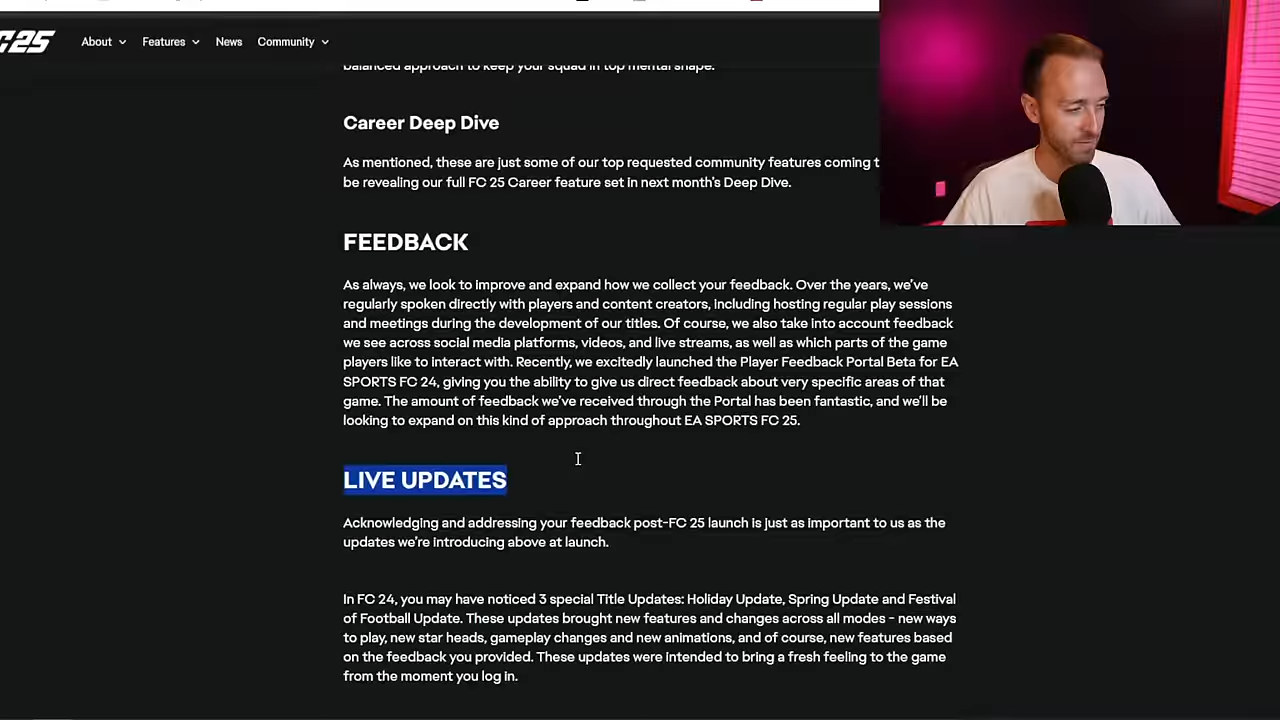 C25
About
Features
News
Community
balanced approach to keep your squad in top mental shape.
Career Deep Dive
As mentioned, these are just some of our top requested community features coming
be revealing our full FC 25 Career feature set in next month's Deep Dive.
FEEDBACK
As always, we look to improve and expand how we collect your feedback. Over the years, we've
regularly spoken directly with players and content creators, including hosting regular play sessions
and meetings during the development of our titles. Of course, we also take into account feedback
we see across social media platforms, videos, and live streams, as well as which parts of the game
players like to interact with. Recently, we excitedly launched the Player Feedback Portal Beta for EA
SPORTS FC 24, giving you the ability to give us direct feedback about very specific areas of that
game. The amount of feedback we've received through the Portal has been fantastic, and we'll be
looking to expand on this kind of approach throughout EA SPORTS FC 25.
LIVE UPDATES
Acknowledging and addressing your feedback post-FC 25 launch is just as important to us as the
updates we're introducing above at launch.
In FC 24, you may have noticed 3 special Title Updates: Holiday Update, Spring Update and Festival
of Football Update. These updates brought new features and changes across all modes - new ways
to play, new star heads, gameplay changes and new animations, and of course, new features based
on the feedback you provided. These updates were intended to bring a fresh feeling to the game
from the moment you log in.